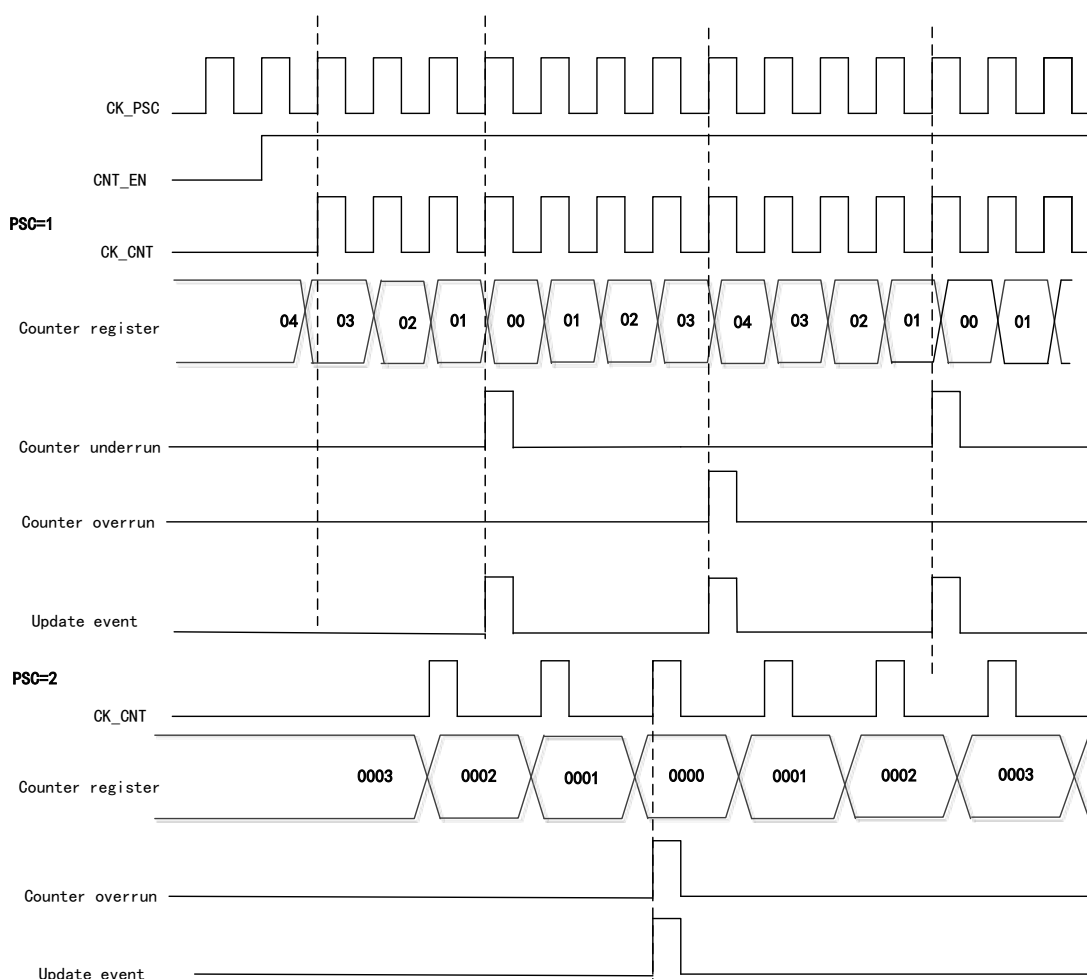 CK_PSC
CNT_EN
PSC=1
CK_CNT
Counter register 04 03 02 01 00 01 02 03 04 03 02 01 00 01
Counter underrun
Counter overrun
Update event
PSC=2
CK_CNT
Counter register 0003 0002 0001 0000 0001 0002 0003
Counter overrun
Update event